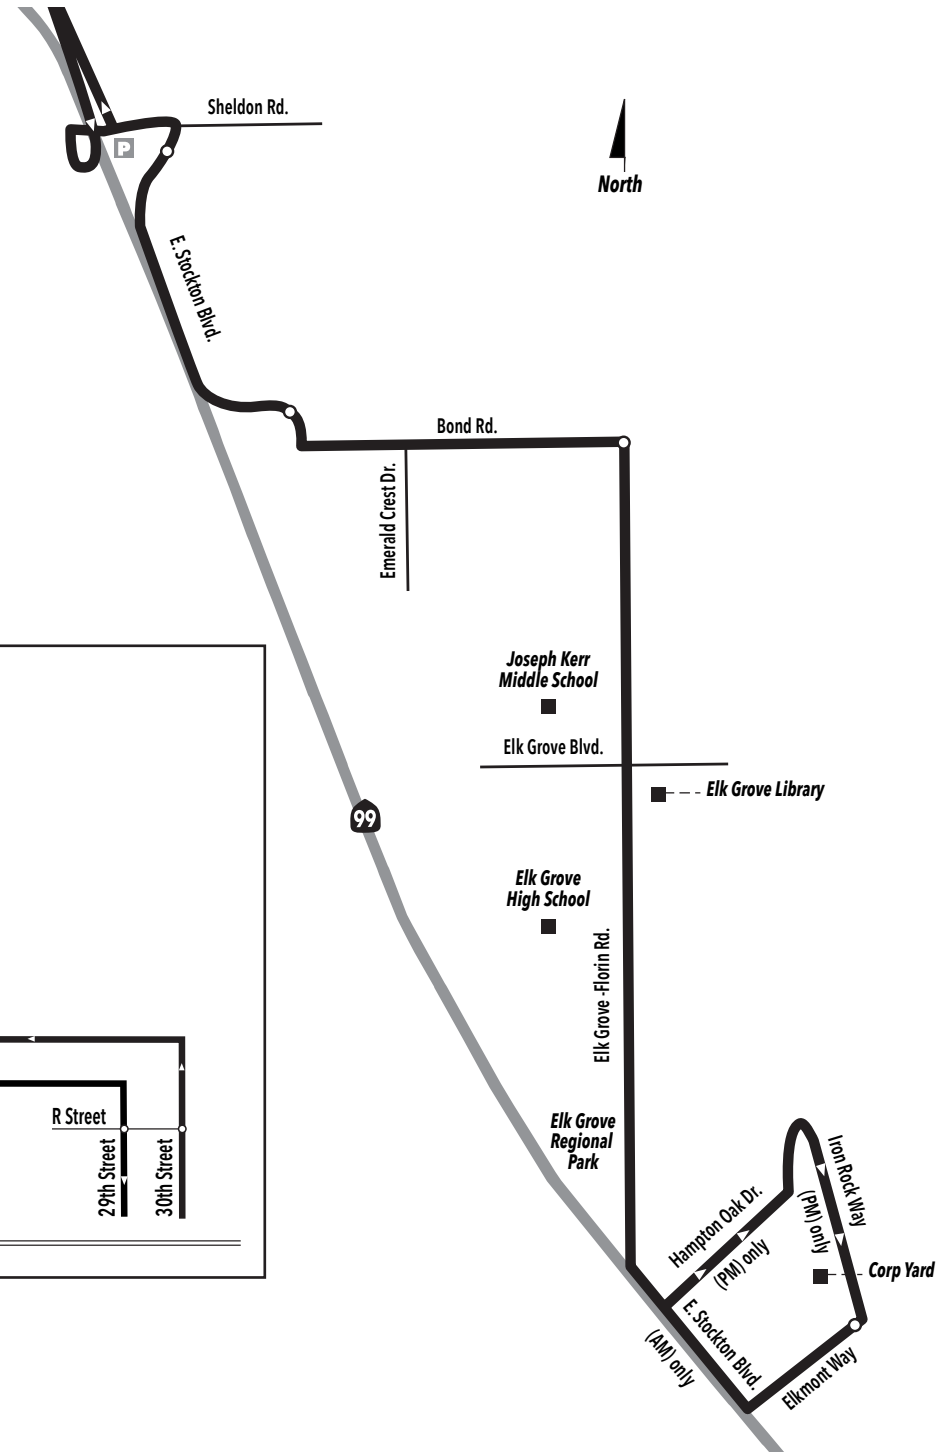 Sheldon Rd.
P
North
E. Stockton Blvd.
Bond Rd.
Emerald Crest Dr.
Joseph Kerr
Middle School
Elk Grove Blvd.
Elk Grove Library
99
Elk Grove
High School
Elk Grove -Florin Rd.
R Street
29th Street
30th Street
Elk Grove
Regional
Park
Iron Rock Way
(PM) only
Hampton Oak Dr.
(PM) only
Corp Yard
E. Stockton Blvd.
(AM) only
Elkmont Way